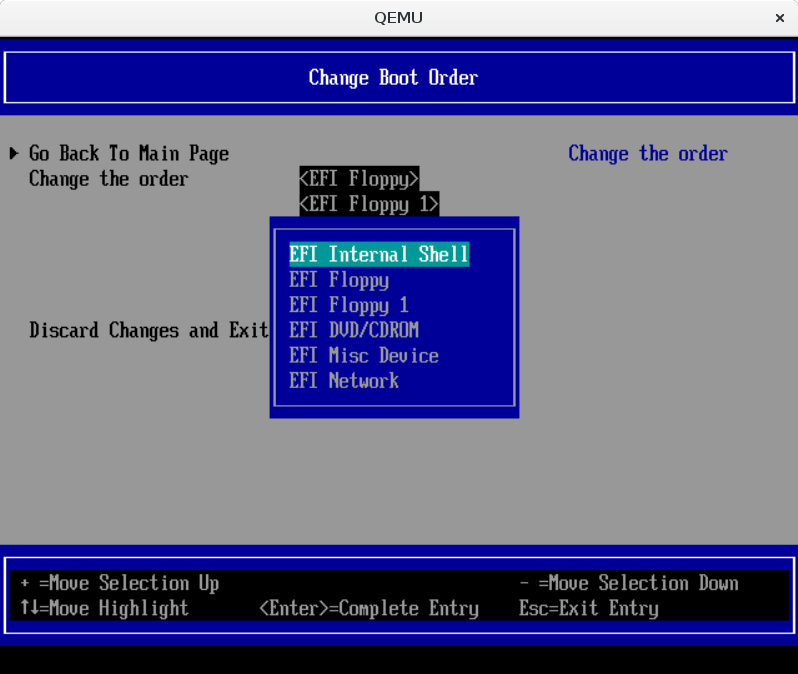 QEMU ×
Change Boot Order
Go Back To Main Page Change the order
Change the order <EFI Floppy>
<EFI Floppy 1>
EFI Internal Shell
EFI Floppy
EFI Floppy 1
Discard Changes and Exit EFI DVD/CDROM
EFI Misc Device
EFI Network
+ =Move Selection Up - =Move Selection Down
↑↓=Move Highlight <Enter>=Complete Entry Esc=Exit Entry